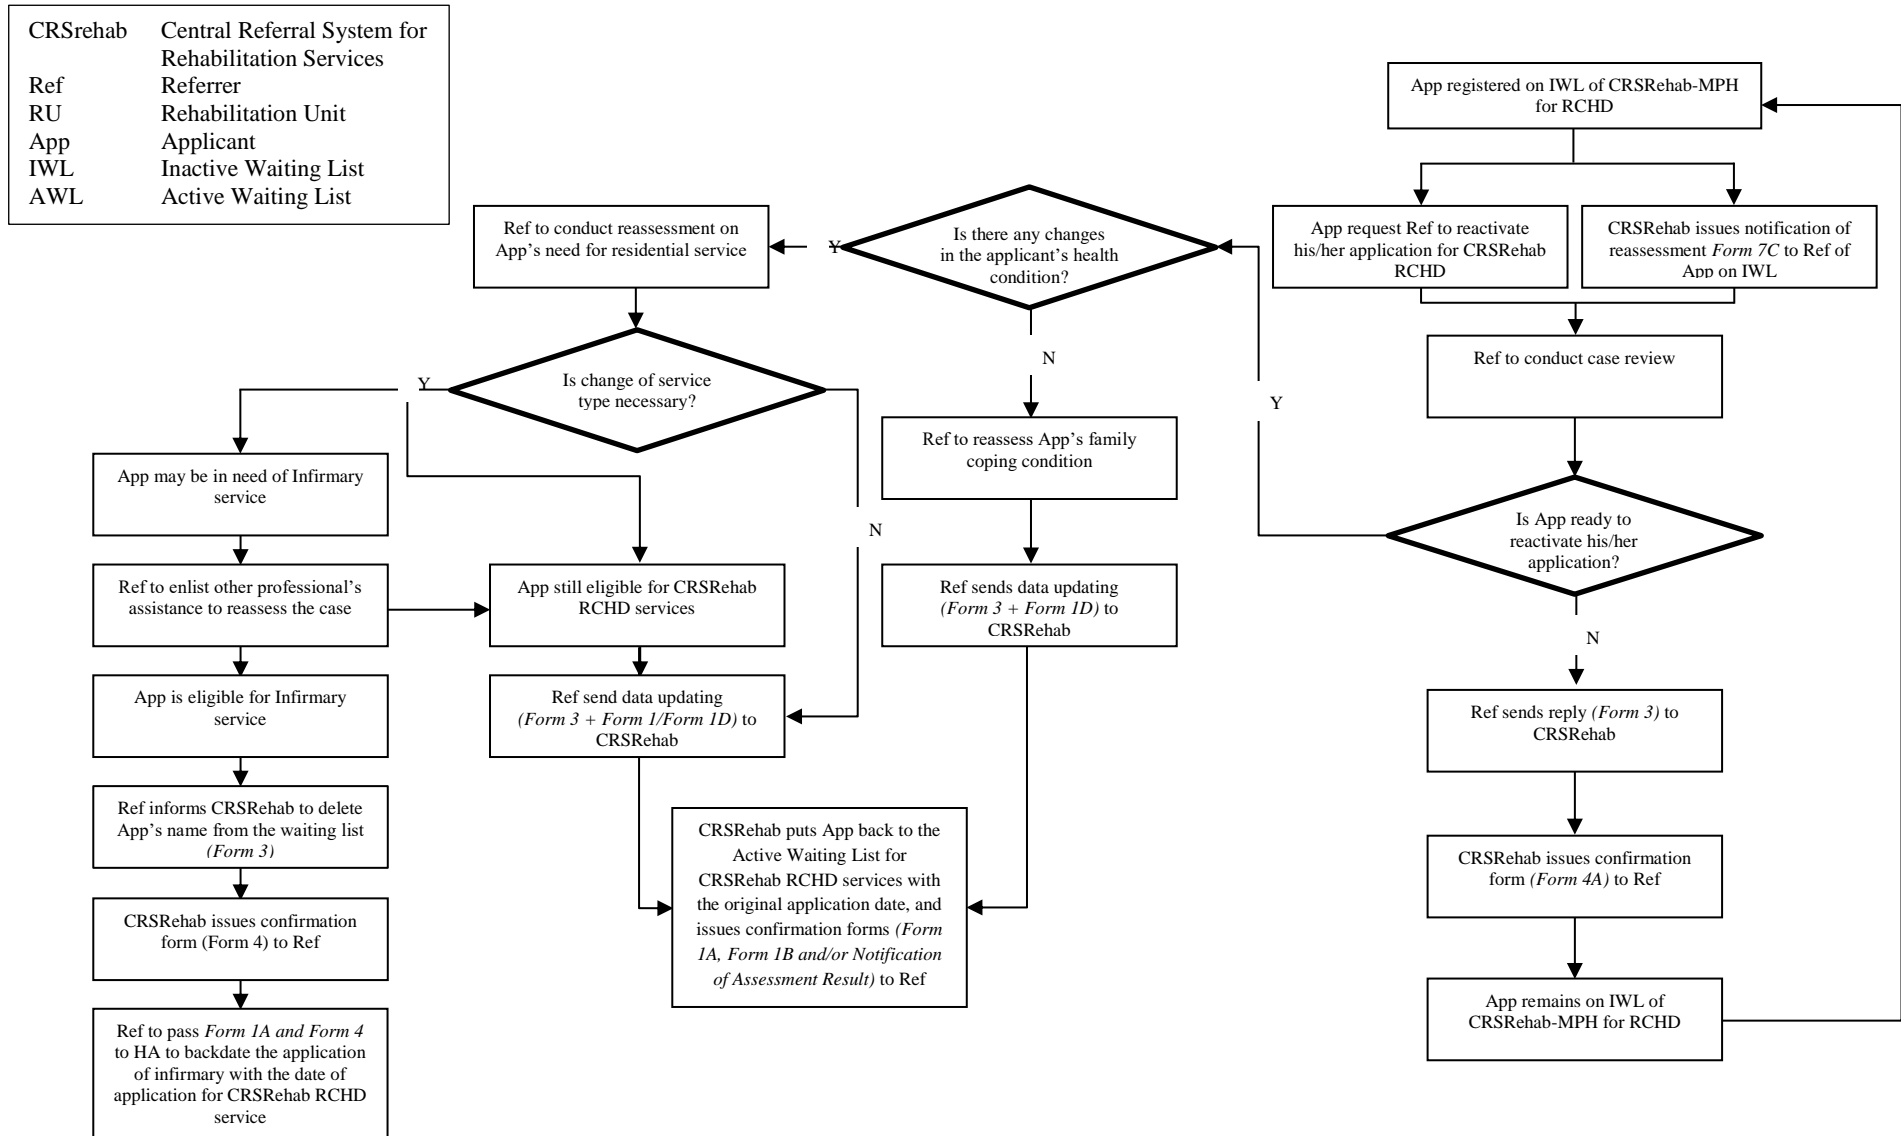 CRSrehab Central Referral System for
Rehabilitation Services
Ref Referrer
RU Rehabilitation Unit
App Applicant
IWL Inactive Waiting List
AWL Active Waiting List
App registered on IWL of CRSRehab-MPH
for RCHD
App request Ref to reactivate
his/her application for CRSRehab
RCHD
CRSRehab issues notification of
reassessment Form 7C to Ref of
App on IWL
Ref to conduct case review
Is App ready to
reactivate his/her
application?
Y
N
Ref sends reply (Form 3) to
CRSRehab
CRSRehab issues confirmation
form (Form 4A) to Ref
App remains on IWL of
CRSRehab-MPH for RCHD
Is there any changes
in the applicant's health
condition?
Y
N
Ref to reassess App's family
coping condition
Ref sends data updating
(Form 3 + Form 1D) to
CRSRehab
Ref to conduct reassessment on
App's need for residential service
Is change of service
type necessary?
Y
N
App may be in need of Infirmary
service
Ref to enlist other professional's
assistance to reassess the case
App is eligible for Infirmary
service
Ref informs CRSRehab to delete
App's name from the waiting list
(Form 3)
CRSRehab issues confirmation
form (Form 4) to Ref
Ref to pass Form 1A and Form 4
to HA to backdate the application
of infirmary with the date of
application for CRSRehab RCHD
service
App still eligible for CRSRehab
RCHD services
Ref send data updating
(Form 3 + Form 1/Form 1D) to
CRSRehab
CRSRehab puts App back to the
Active Waiting List for
CRSRehab RCHD services with
the original application date, and
issues confirmation forms (Form
1A, Form 1B and/or Notification
of Assessment Result) to Ref